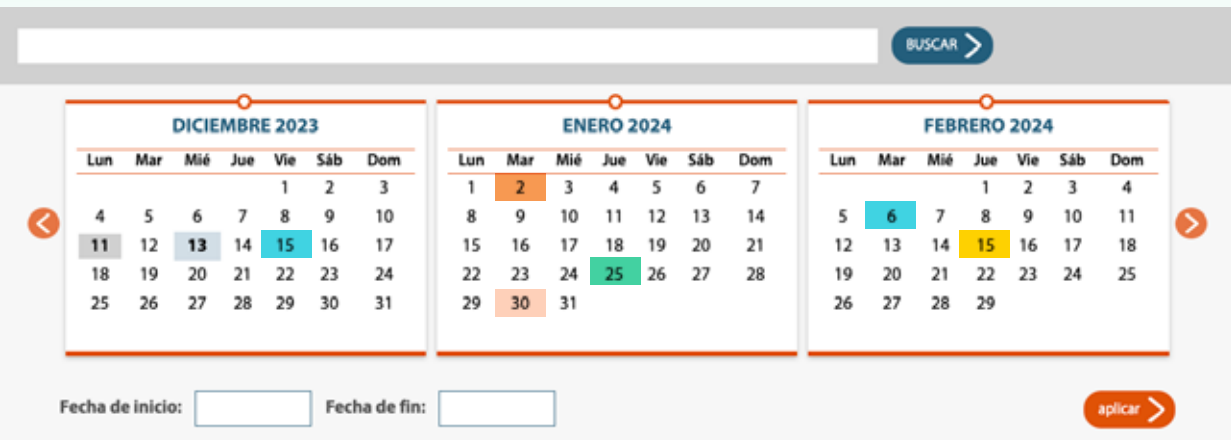 BUSCAR
DICIEMBRE 2023
Lun Mar Mié Jue Vie Sáb Dom
1 2 3
4 5 6 7 8 9 10
11 12 13 14 15 16 17
18 19 20 21 22 23 24
25 26 27 28 29 30 31
ENERO 2024
Lun Mar Mié Jue Vie Sáb Dom
1 2 3 4 5 6 7
8 9 10 11 12 13 14
15 16 17 18 19 20 21
22 23 24 25 26 27 28
29 30 31
FEBRERO 2024
Lun Mar Mié Jue Vie Sáb Dom
1 2 3 4
5 6 7 8 9 10 11
12 13 14 15 16 17 18
19 20 21 22 23 24 25
26 27 28 29
Fecha de inicio: Fecha de fin: aplicar